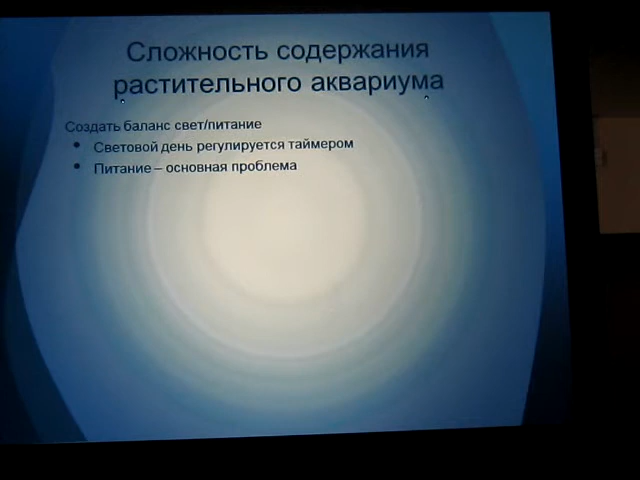 Сложность содержания
растительного аквариума
Создать баланс свет/питание
• Световой день регулируется таймером
• Питание – основная проблема